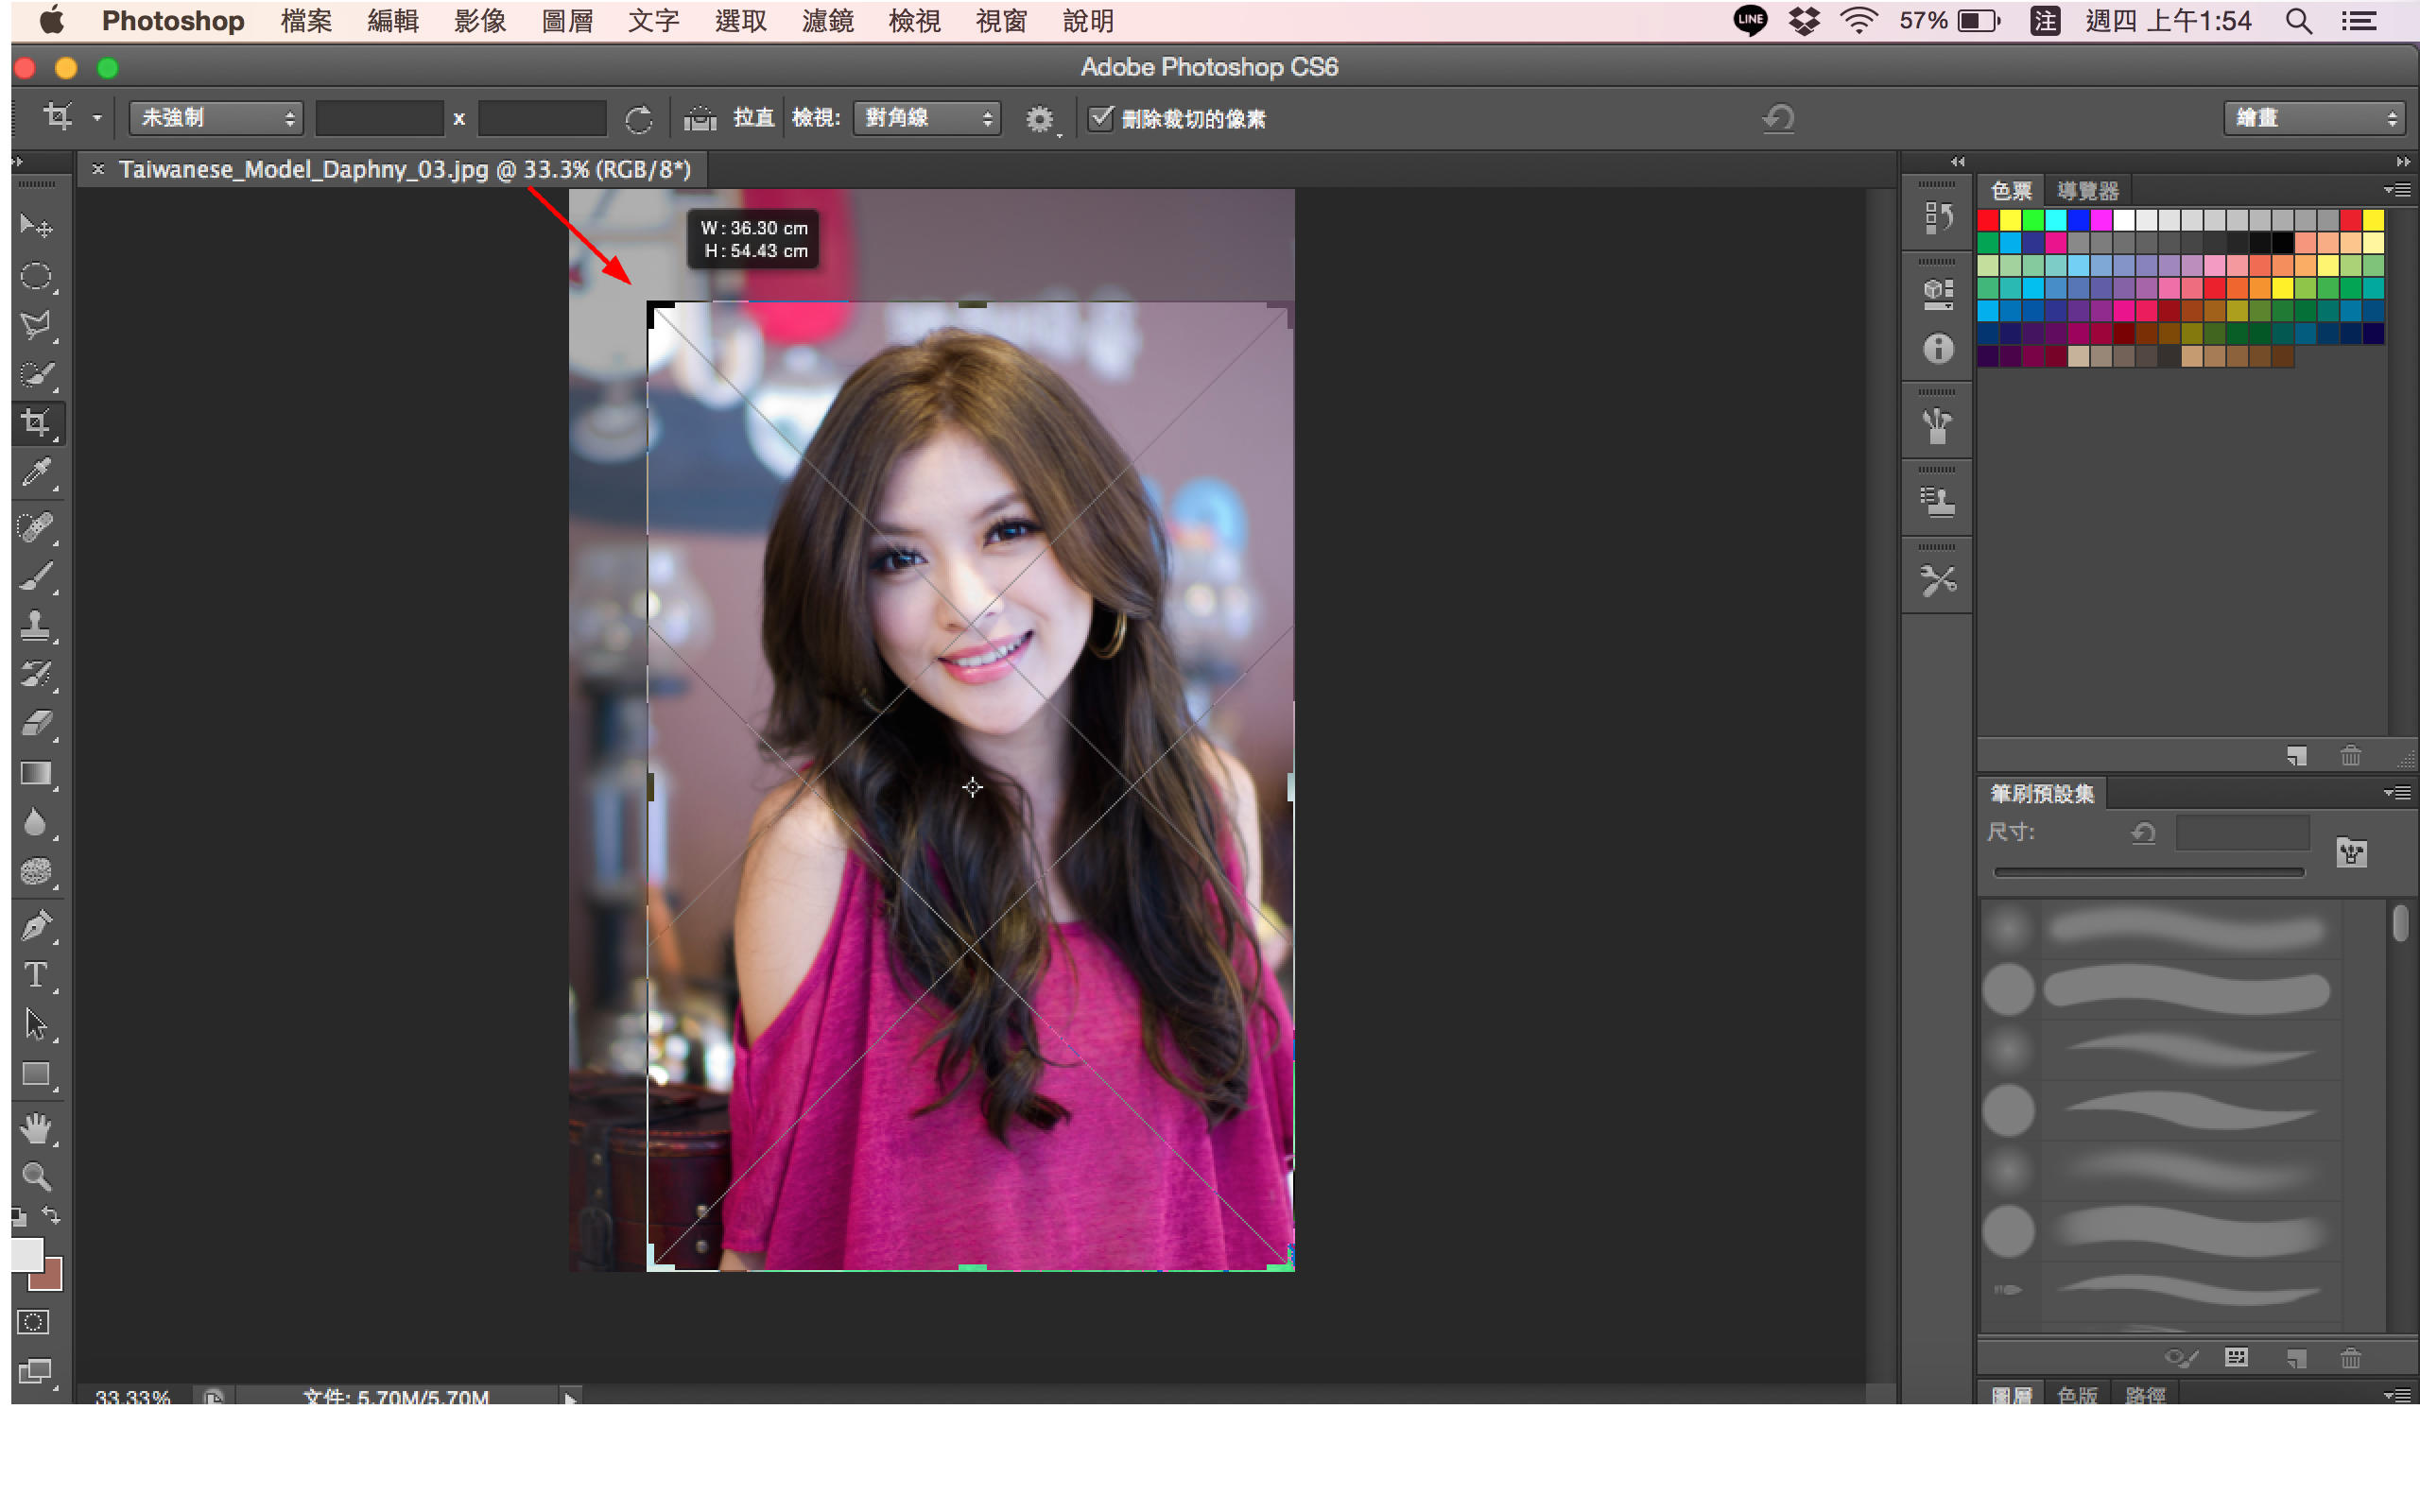 Photoshop 檔案 編輯 影像 圖層 文字 選取 濾鏡 檢視 視窗 說明 LINE 57% 注 週四 上午1:54
Adobe Photoshop CS6
未強制 x 拉直 檢視: 對角線 刪除裁切的像素 繪畫
× Taiwanese_Model_Daphny_03.jpg @ 33.3% (RGB/8*)
色票 導覽器
W: 36.30 cm
H: 54.43 cm
筆刷預設集
尺寸:
T
33.33% 文件: 5.70M/5.70M
圖層 色版 路徑